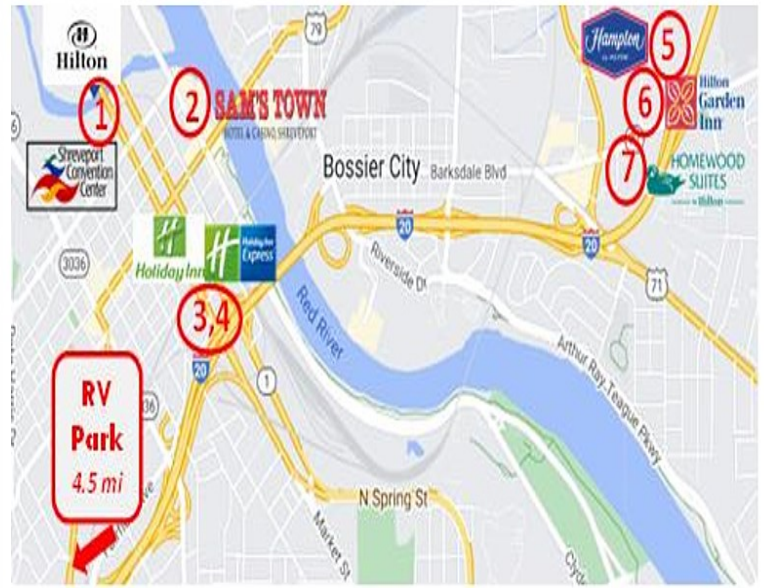 Hilton
1
Shreveport
Convention
Center
2
SAM'S TOWN
HOTEL & CASINO, SHREVEPORT
79
Hampton
5
6
Hilton
Garden
Inn
7
HOMEWOOD
SUITES
by Hilton
Bossier City
Barksdale Blvd
20
20
71
3036
Holiday Inn
Holiday Inn
Express
3,4
Riverside Dr
Red River
20
1
Arthur Ray Teague Pkwy
RV
Park
4.5 mi
N Spring St
Market St
Clyde